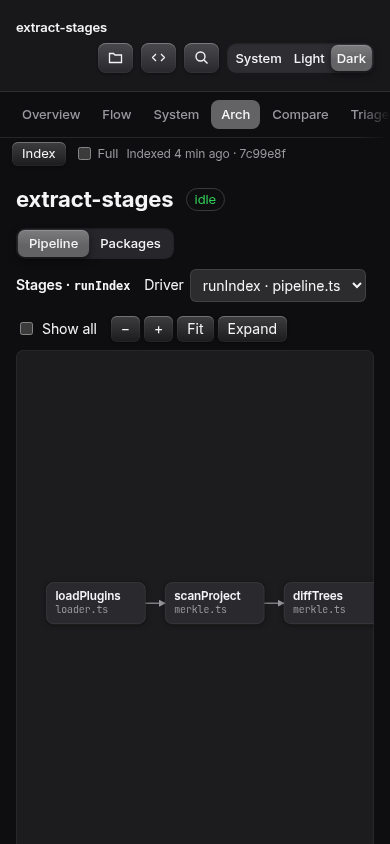 extract-stages
System Light Dark
Overview Flow System Arch Compare Triage
Index Full Indexed 4 min ago · 7c99e8f
extract-stages idle
Pipeline Packages
Stages · runIndex Driver runIndex · pipeline.ts
Show all − + Fit Expand
loadPlugins scanProject diffTrees
loader.ts merkle.ts merkle.ts